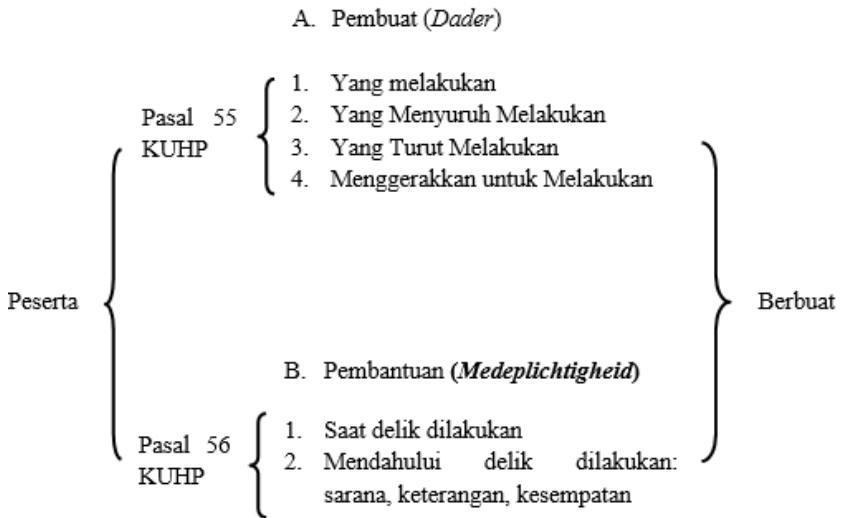 A. Pembuat (Dader)
Pasal 55
KUHP
1. Yang melakukan
2. Yang Menyuruh Melakukan
3. Yang Turut Melakukan
4. Menggerakkan untuk Melakukan
Peserta
Berbuat
B. Pembantuan (Medeplichtigheid)
Pasal 56
KUHP
1. Saat delik dilakukan
2. Mendahului delik dilakukan:
sarana, keterangan, kesempatan